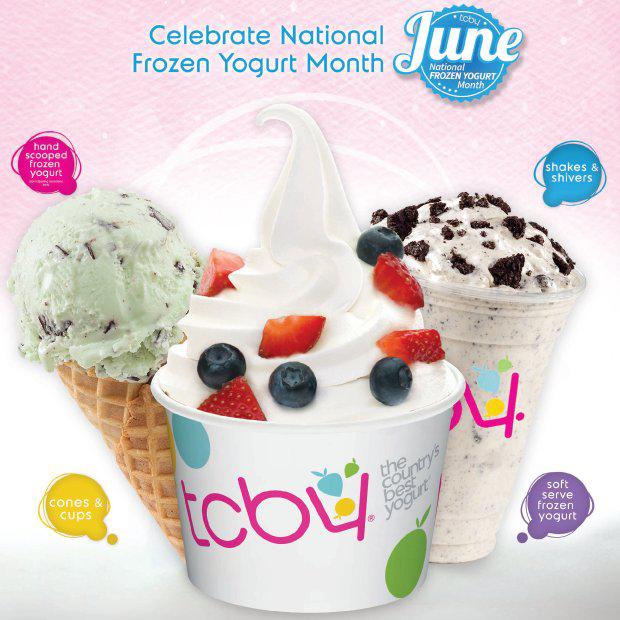 Celebrate National
Frozen Yogurt Month
tcby
June
National
FROZEN YOGURT
Month
hand
scooped
frozen
yogurt
shakes &
shivers
tcby.
cones &
cups
tcby®
the
country's
best
yogurt®
soft
serve
frozen
yogurt